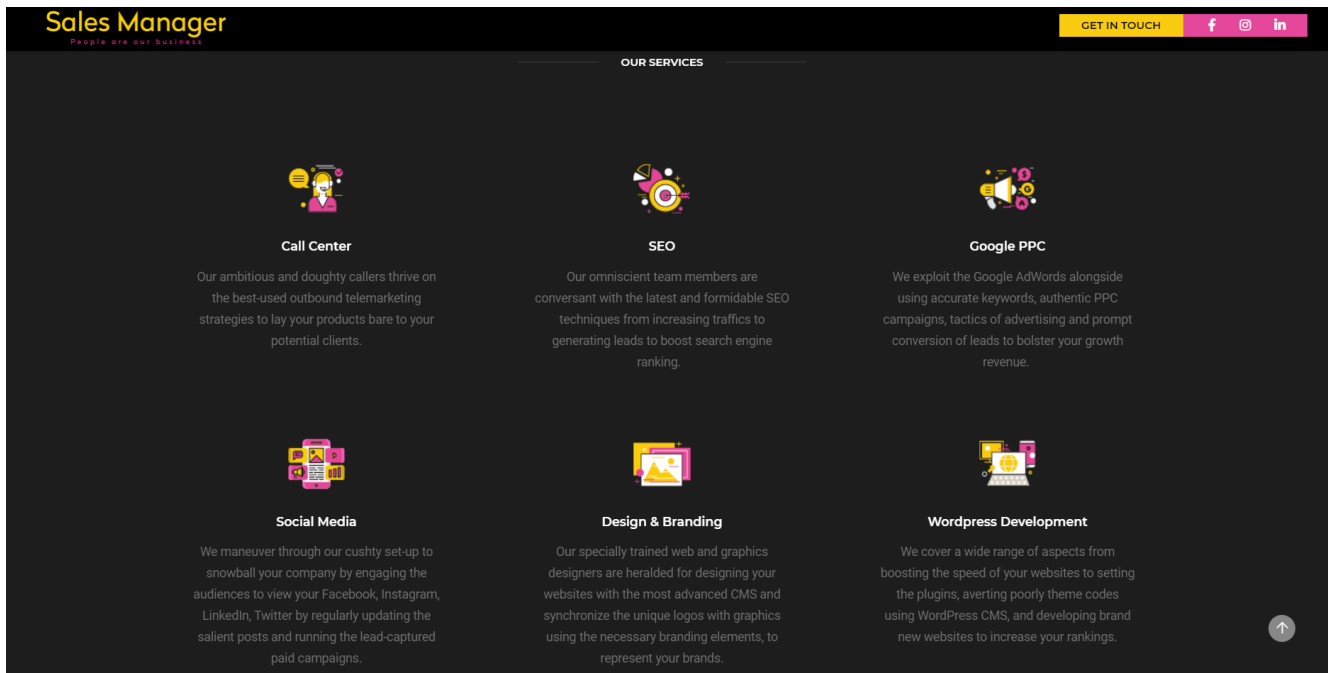 Sales Manager
People are our business
GET IN TOUCH
OUR SERVICES
Call Center
Our ambitious and doughty callers thrive on
the best-used outbound telemarketing
strategies to lay your products bare to your
potential clients.
SEO
Our omniscient team members are
conversant with the latest and formidable SEO
techniques from increasing traffics to
generating leads to boost search engine
ranking.
Google PPC
We exploit the Google AdWords alongside
using accurate keywords, authentic PPC
campaigns, tactics of advertising and prompt
conversion of leads to bolster your growth
revenue.
Social Media
We maneuver through our cushty set-up to
snowball your company by engaging the
audiences to view your Facebook, Instagram,
LinkedIn, Twitter by regularly updating the
salient posts and running the lead-captured
paid campaigns.
Design & Branding
Our specially trained web and graphics
designers are heralded for designing your
websites with the most advanced CMS and
synchronize the unique logos with graphics
using the necessary branding elements, to
represent your brands.
Wordpress Development
We cover a wide range of aspects from
boosting the speed of your websites to setting
the plugins, averting poorly theme codes
using WordPress CMS, and developing brand
new websites to increase your rankings.